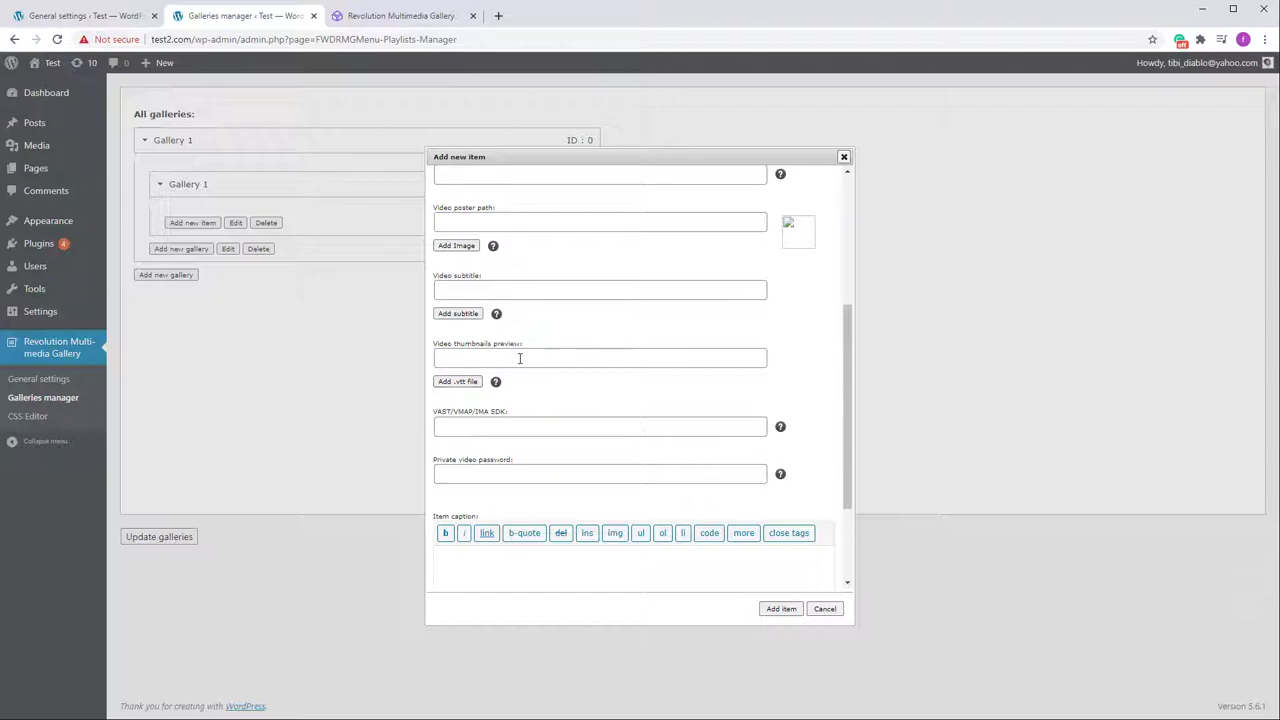 General settings ‹ Test — WordP
Galleries manager ‹ Test — Wor
Revolution Multimedia Gallery
Not secure
test2.com/wp-admin/admin.php?page=FWDRMGMenu-Playlists-Manager
off
f
Test
10
0
New
Howdy, tibi_diablo@yahoo.com
Dashboard
Posts
Media
Pages
Comments
Appearance
Plugins 4
Users
Tools
Settings
Revolution Multi-
media Gallery
General settings
Galleries manager
CSS Editor
Collapse menu
All galleries:
Gallery 1
ID : 0
Gallery 1
Add new item
Edit
Delete
Add new gallery
Edit
Delete
Add new gallery
Update galleries
Add new item
Video poster path:
Add Image
Video subtitle:
Add subtitle
Video thumbnails preview:
Add .vtt file
VAST/VMAP/IMA SDK:
Private video password:
Item caption:
b
i
link
b-quote
del
ins
img
ul
ol
li
code
more
close tags
Add item
Cancel
Thank you for creating with WordPress.
Version 5.6.1